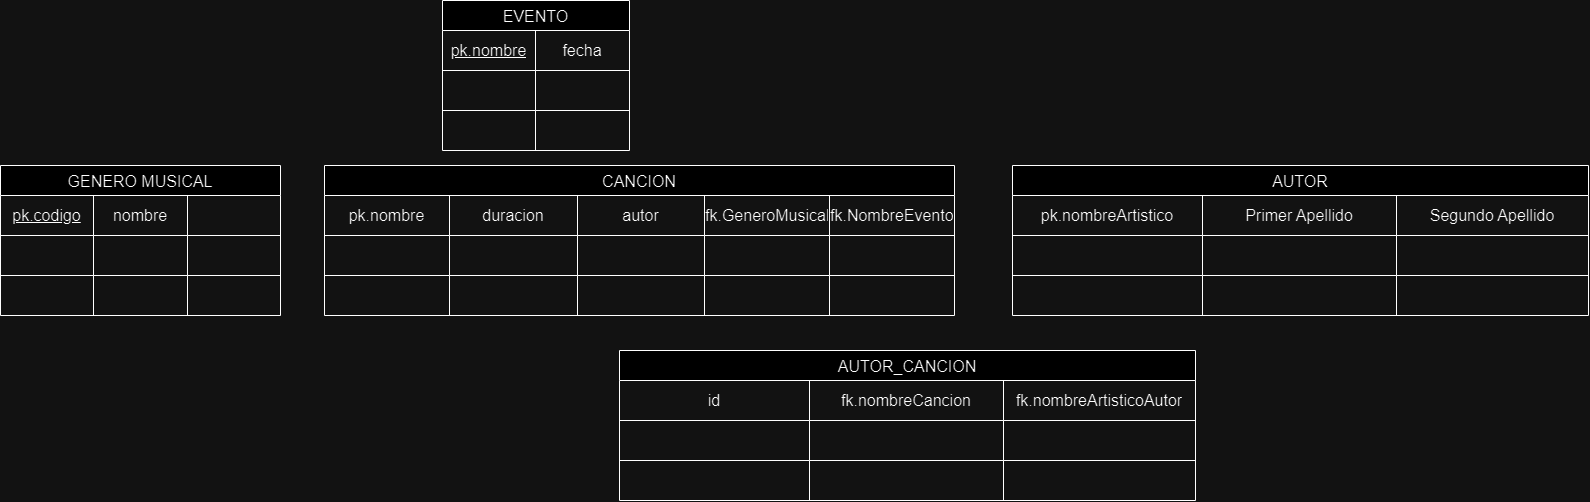 EVENTO
pk.nombre fecha
GENERO MUSICAL
pk.codigo nombre
CANCION
pk.nombre duracion autor fk.GeneroMusical fk.NombreEvento
AUTOR
pk.nombreArtistico Primer Apellido Segundo Apellido
AUTOR_CANCION
id fk.nombreCancion fk.nombreArtisticoAutor